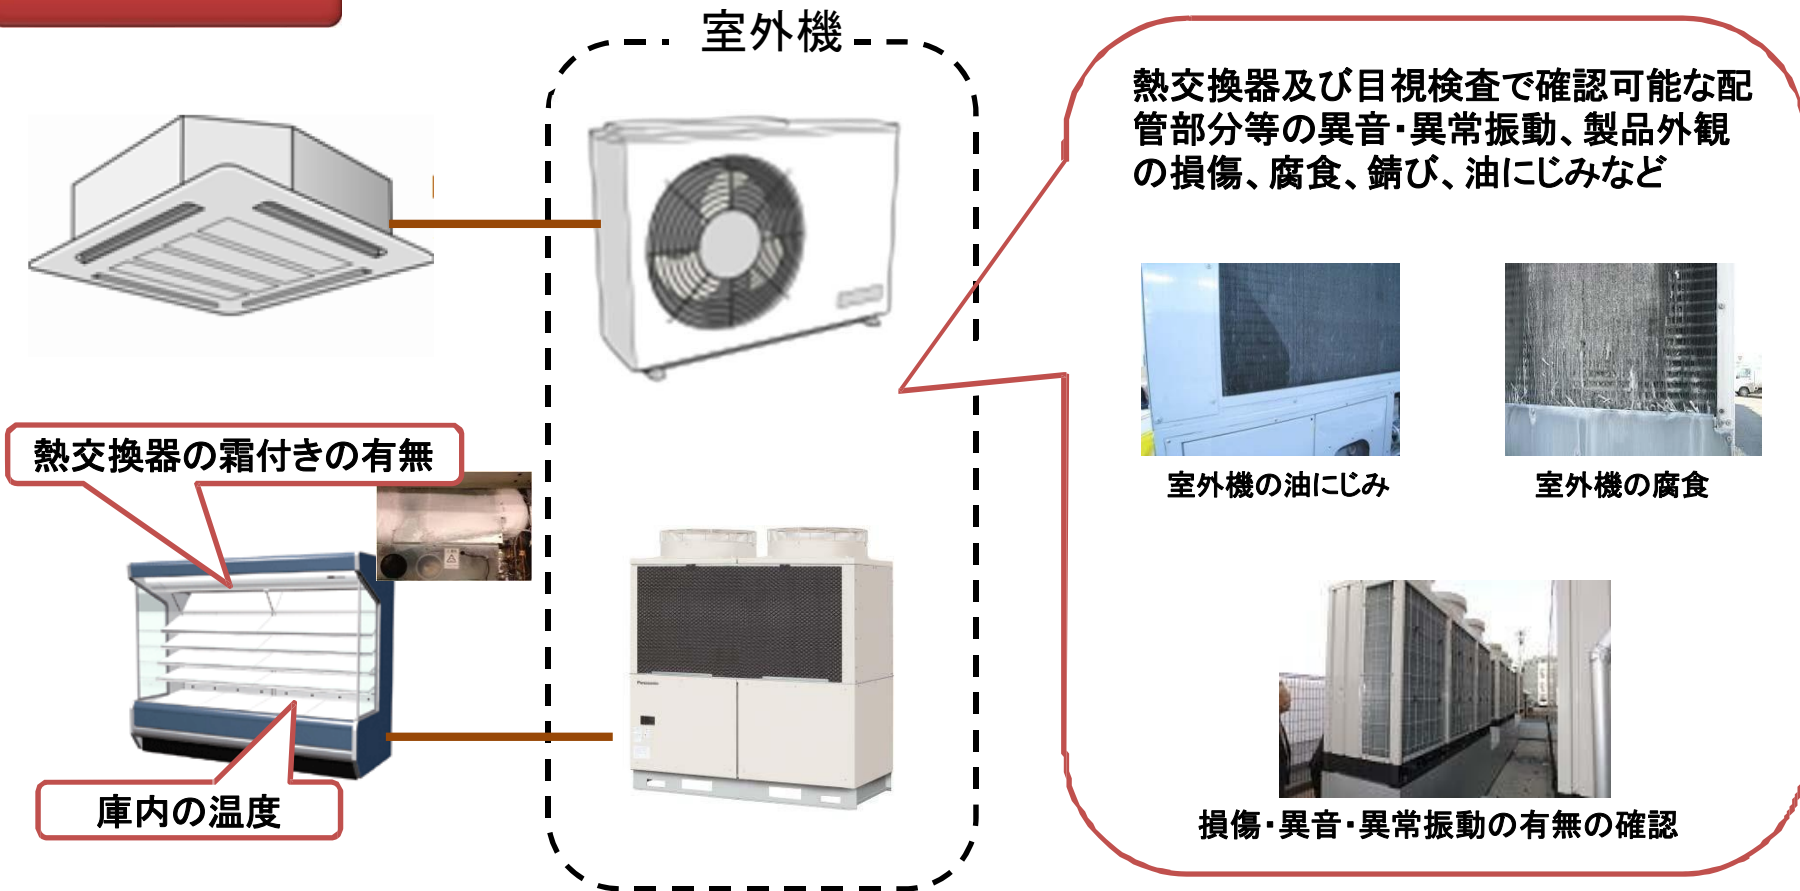 室外機
熱交換器及び目視検査で確認可能な配
管部分等の異音・異常振動、製品外観
の損傷、腐食、錆び、油にじみなど
熱交換器の霜付きの有無
室外機の油にじみ
室外機の腐食
Panasonic
庫内の温度
損傷・異音・異常振動の有無の確認